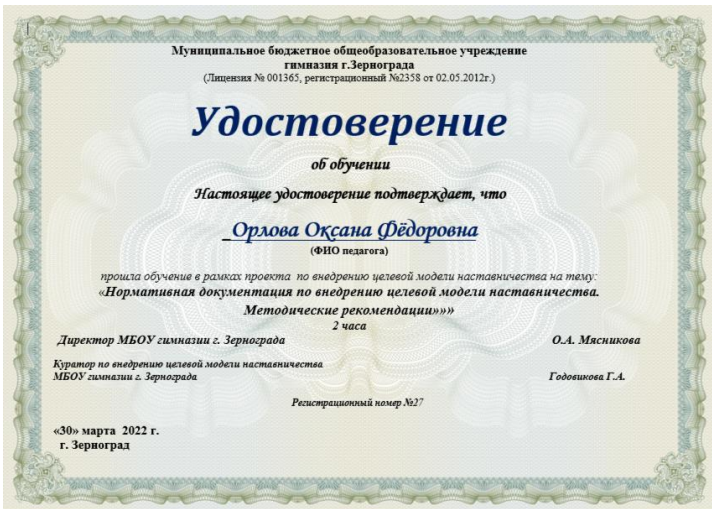 Муниципальное бюджетное общеобразовательное учреждение
гимназия г.Зернограда
(Лицензия № 001365, регистрационный №2358 от 02.05.2012г.)
Удостоверение
об обучении
Настоящее удостоверение подтверждает, что
_Орлова Оксана Фёдоровна
(ФИО педагога)
прошла обучение в рамках проекта по внедрению целевой модели наставничества на тему:
«Нормативная документация по внедрению целевой модели наставничества.
Методические рекомендации»»»
2 часа
Директор МБОУ гимназии г. Зернограда О.А. Мясникова
Куратор по внедрению целевой модели наставничества
МБОУ гимназии г. Зернограда Годовикова Г.А.
Регистрационный номер №27
«30» марта 2022 г.
г. Зерноград